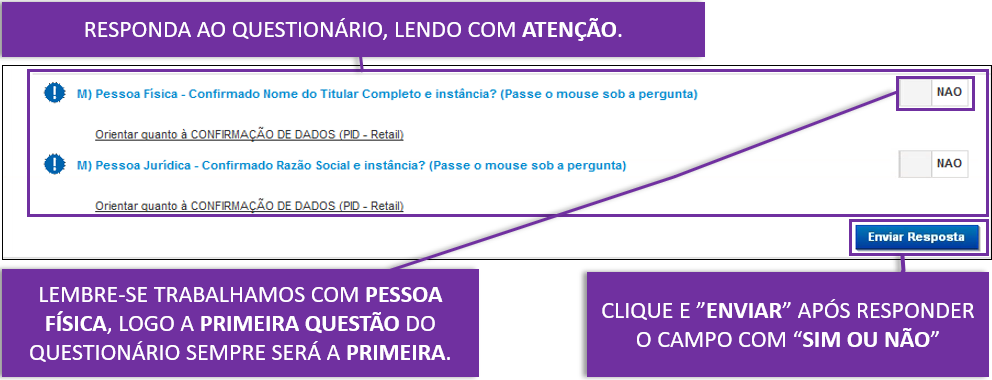 RESPONDA AO QUESTIONÁRIO, LENDO COM ATENÇÃO.
M) Pessoa Física - Confirmado Nome do Titular Completo e instância? (Passe o mouse sob a pergunta)
NAO
Orientar quanto à CONFIRMAÇÃO DE DADOS (PID - Retail)
M) Pessoa Jurídica - Confirmado Razão Social e instância? (Passe o mouse sob a pergunta)
NAO
Orientar quanto à CONFIRMAÇÃO DE DADOS (PID - Retail)
Enviar Resposta
LEMBRE-SE TRABALHAMOS COM PESSOA
FÍSICA, LOGO A PRIMEIRA QUESTÃO DO
QUESTIONÁRIO SEMPRE SERÁ A PRIMEIRA.
CLIQUE E ”ENVIAR” APÓS RESPONDER
O CAMPO COM “SIM OU NÃO”